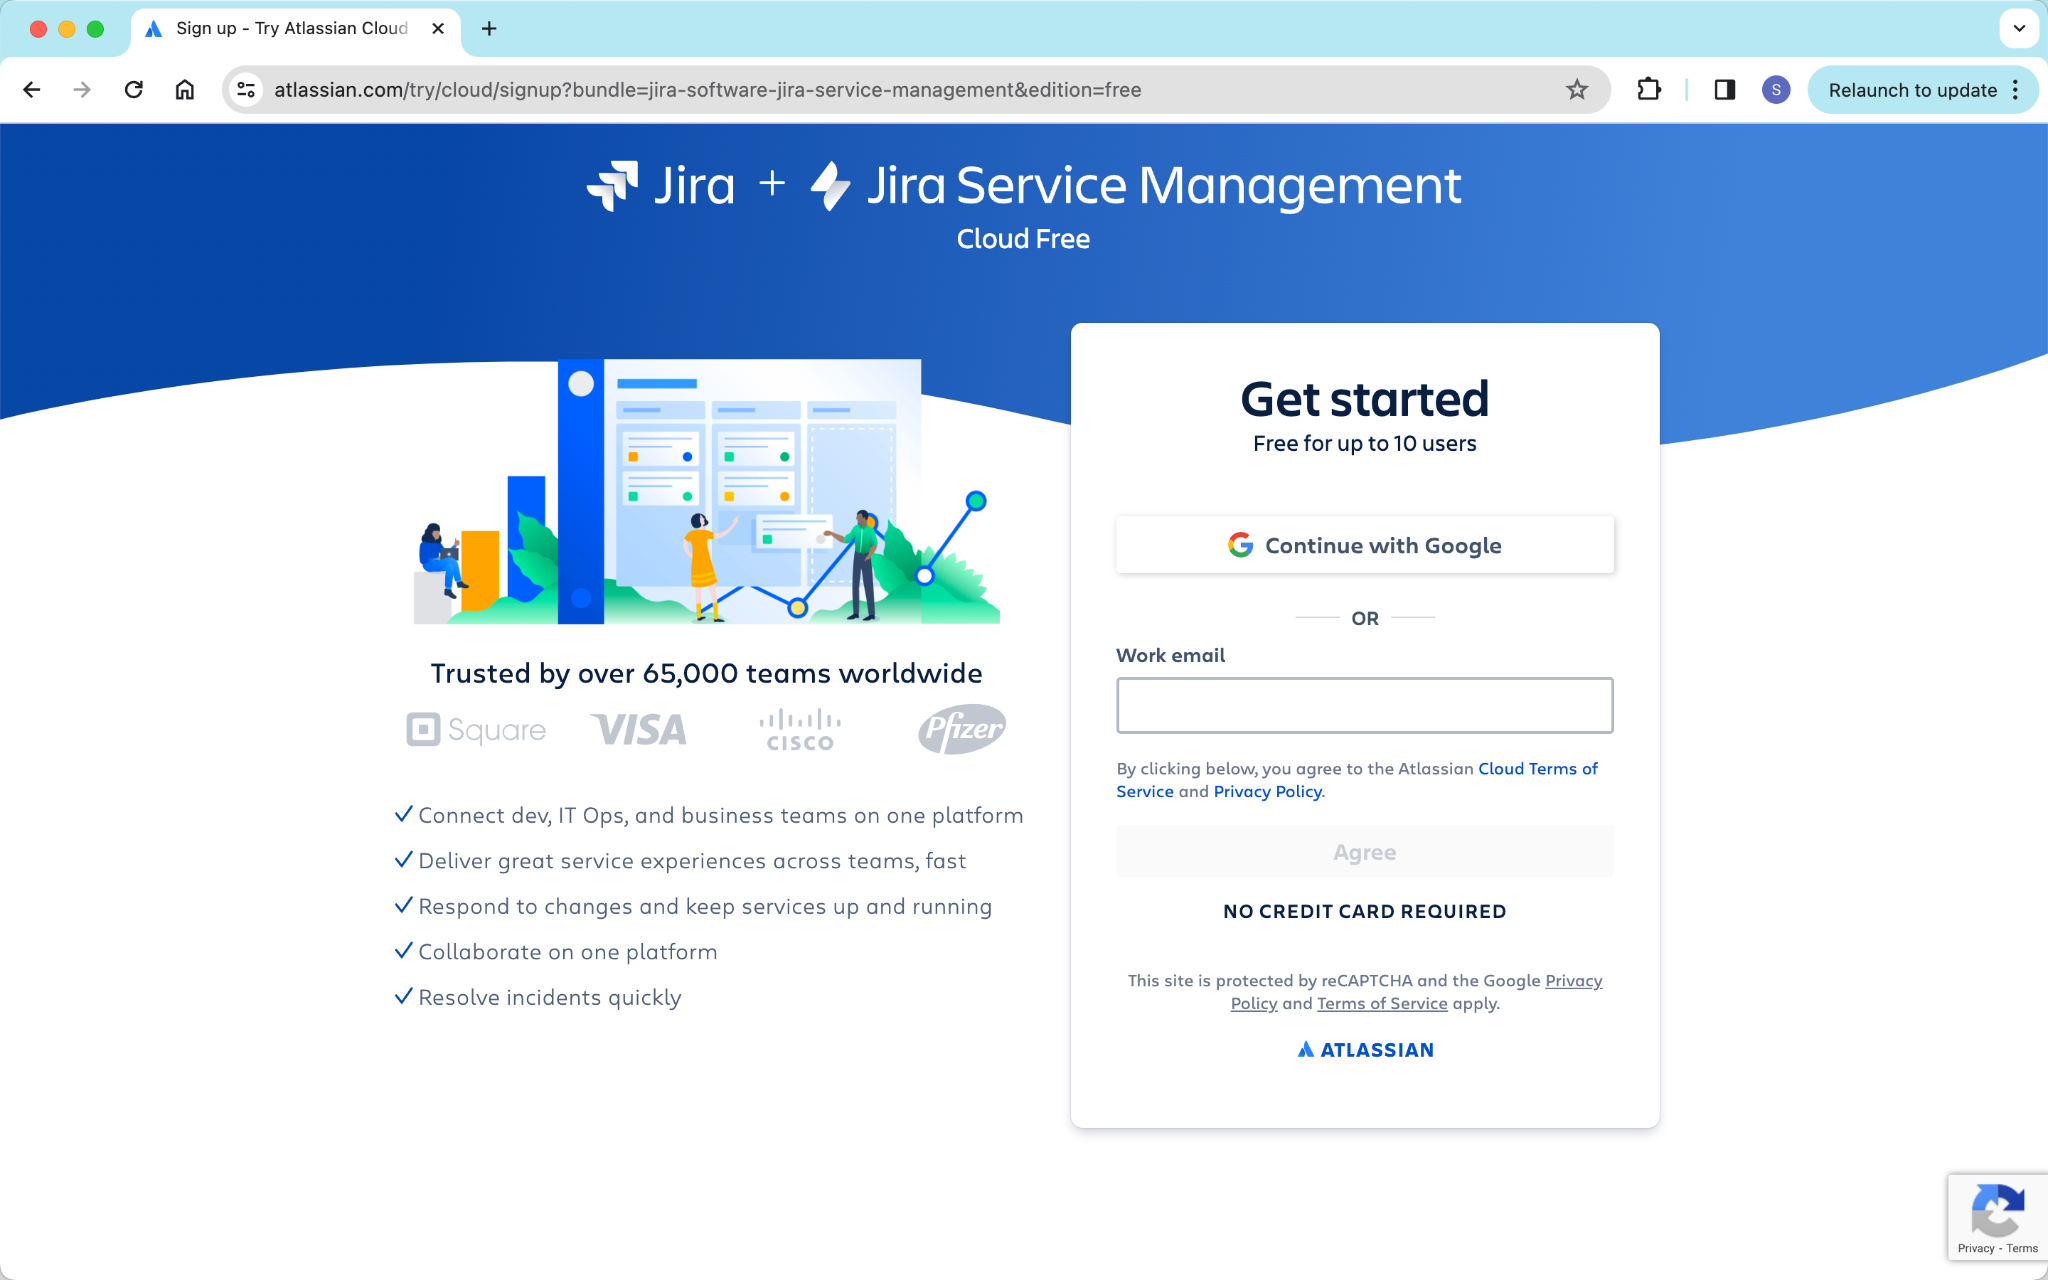 Sign up - Try Atlassian Cloud
atlassian.com/try/cloud/signup?bundle=jira-software-jira-service-management&edition=free
S
Relaunch to update
Jira + Jira Service Management
Cloud Free
Get started
Free for up to 10 users
Continue with Google
OR
Work email
By clicking below, you agree to the Atlassian Cloud Terms of
Service and Privacy Policy.
Agree
NO CREDIT CARD REQUIRED
This site is protected by reCAPTCHA and the Google Privacy
Policy and Terms of Service apply.
ATLASSIAN
Trusted by over 65,000 teams worldwide
Square
VISA
CISCO
Pfizer
Connect dev, IT Ops, and business teams on one platform
Deliver great service experiences across teams, fast
Respond to changes and keep services up and running
Collaborate on one platform
Resolve incidents quickly
Privacy - Terms